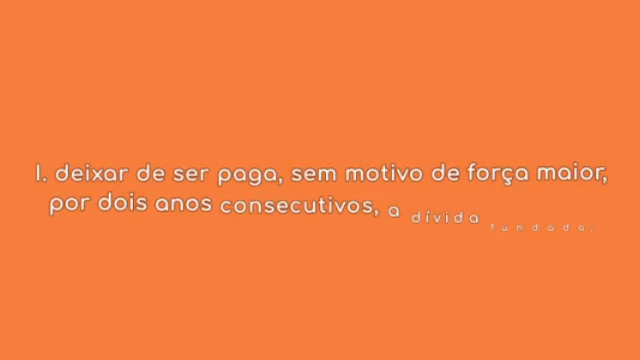 I. deixar de ser paga, sem motivo de força maior,
por dois anos consecutivos, a dívida fundada.